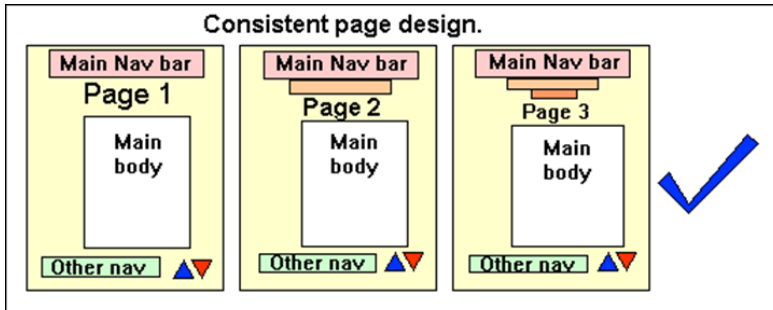 Consistent page design.
Main Nav bar
Page 1
Main
body
Other nav
Main Nav bar
Page 2
Main
body
Other nav
Main Nav bar
Page 3
Main
body
Other nav